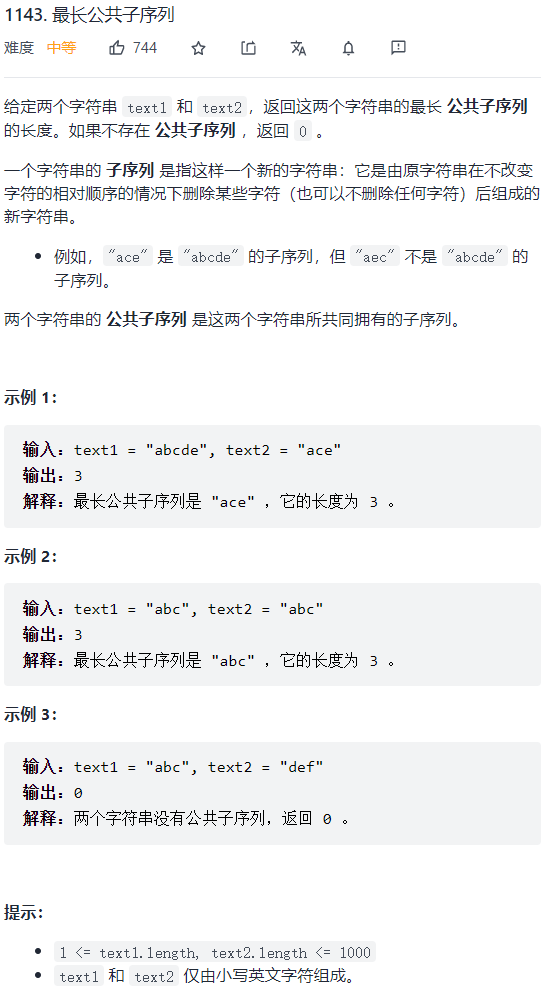 1143. 最长公共子序列
难度 中等 744
给定两个字符串 text1 和 text2，返回这两个字符串的最长 公共子序列
的长度。如果不存在 公共子序列 ，返回 0 。
一个字符串的 子序列 是指这样一个新的字符串：它是由原字符串在不改变
字符的相对顺序的情况下删除某些字符（也可以不删除任何字符）后组成的
新字符串。
• 例如，"ace" 是 "abcde" 的子序列，但 "aec" 不是 "abcde" 的
子序列。
两个字符串的 公共子序列 是这两个字符串所共同拥有的子序列。
示例 1：
输入：text1 = "abcde", text2 = "ace"
输出：3
解释：最长公共子序列是 "ace" ，它的长度为 3 。
示例 2：
输入：text1 = "abc", text2 = "abc"
输出：3
解释：最长公共子序列是 "abc" ，它的长度为 3 。
示例 3：
输入：text1 = "abc", text2 = "def"
输出：0
解释：两个字符串没有公共子序列，返回 0 。
提示：
• 1 <= text1.length, text2.length <= 1000
• text1 和 text2 仅由小写英文字符组成。